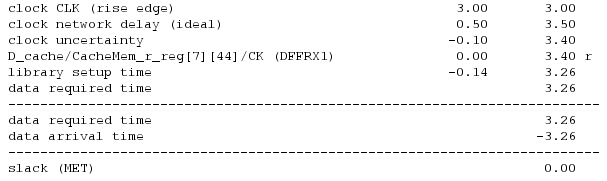 clock CLK (rise edge) 3.00 3.00
clock network delay (ideal) 0.50 3.50
clock uncertainty -0.10 3.40
D_cache/CacheMem_r_reg[7][44]/CK (DFFRX1) 0.00 3.40 r
library setup time -0.14 3.26
data required time 3.26
--------------------------------------------------------------------------
data required time 3.26
data arrival time -3.26
--------------------------------------------------------------------------
slack (MET) 0.00